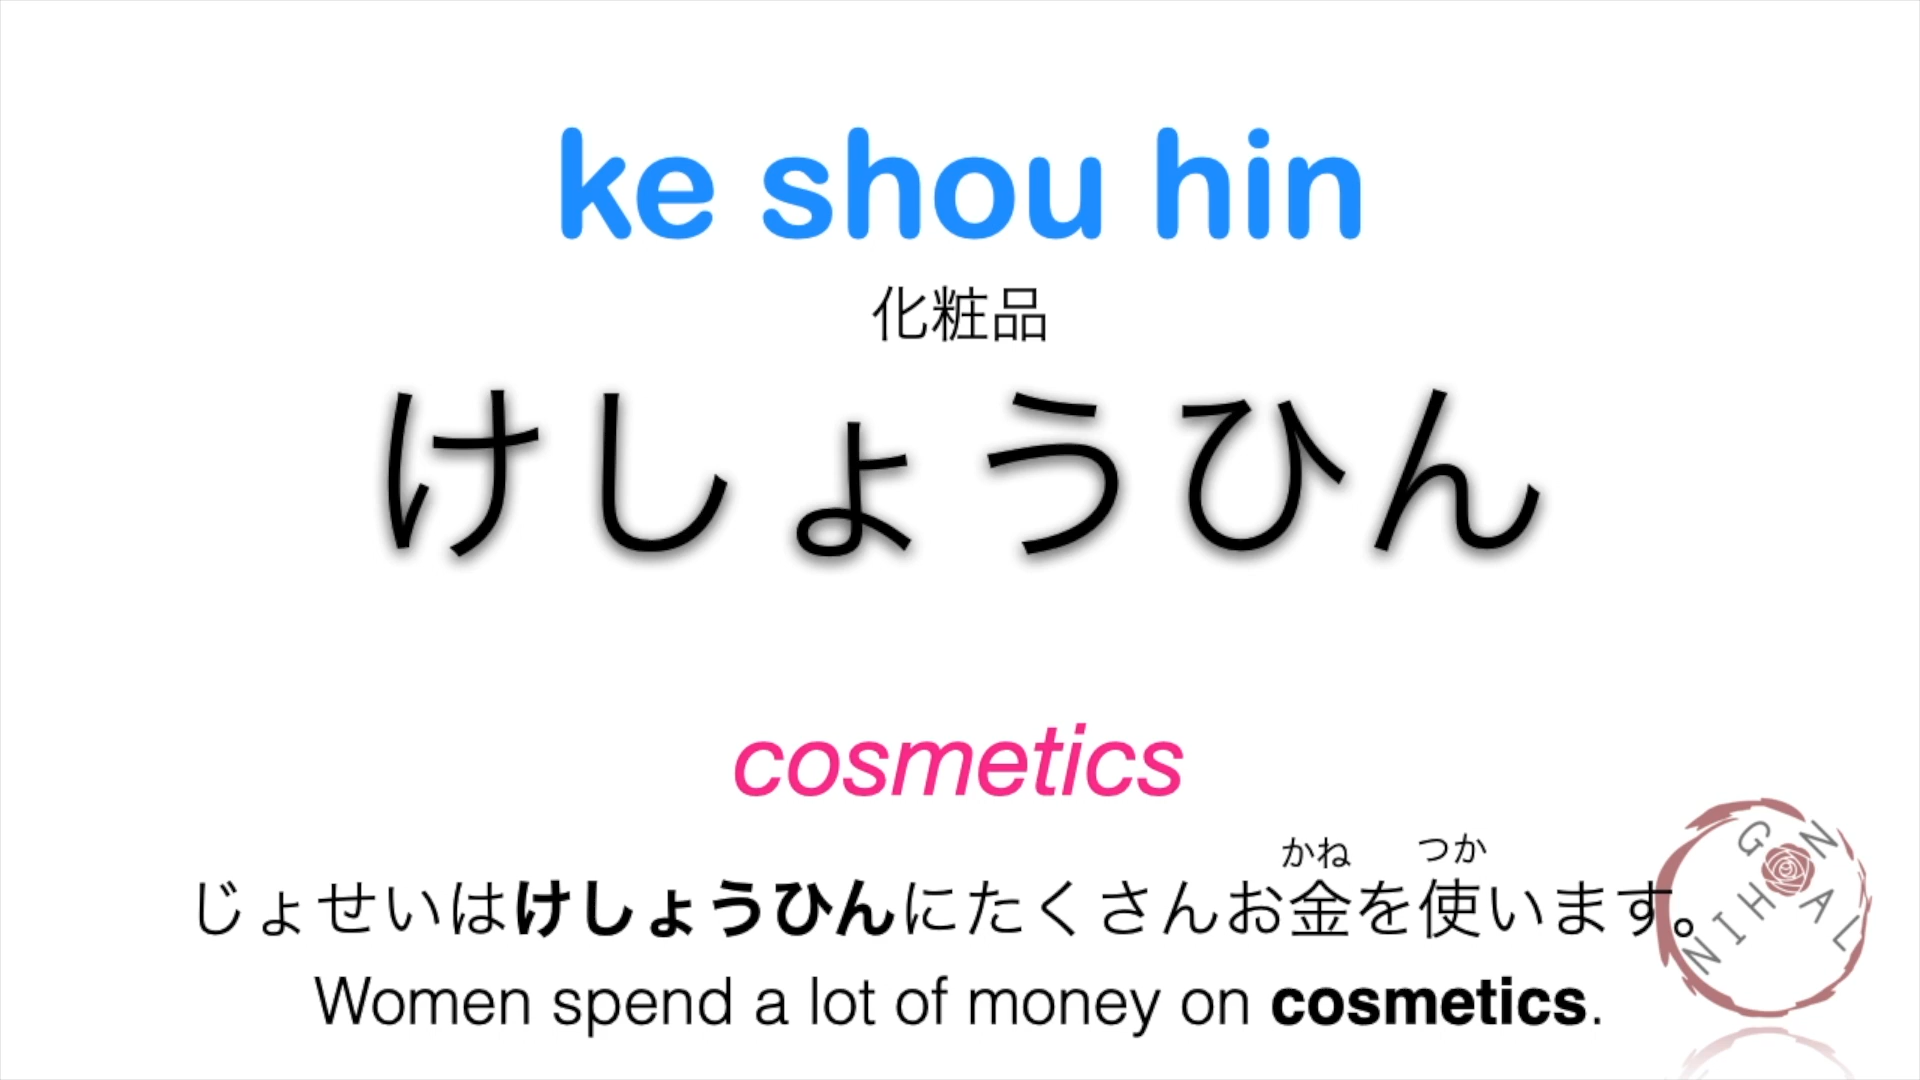 ke shou hin
化粧品
けしょうひん
cosmetics
かね つか
じょせいはけしょうひんにたくさんお金を使います。
Women spend a lot of money on cosmetics.
NIHON GAL